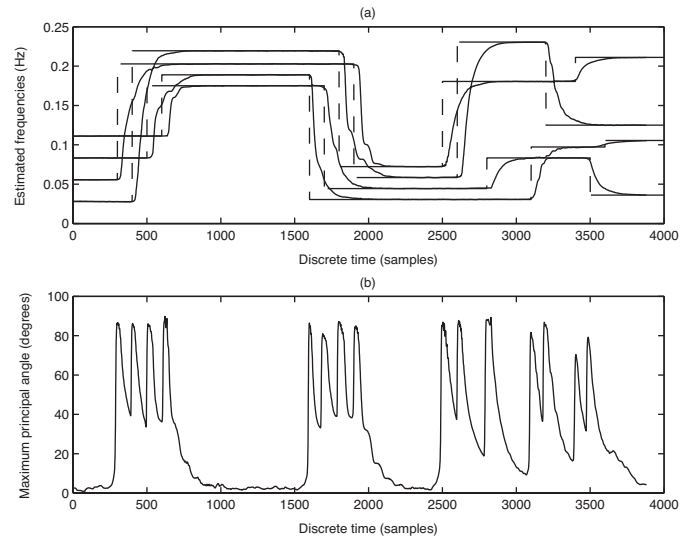 (a)
Estimated frequencies (Hz)
0.25
0.2
0.15
0.1
0.05
0
0 500 1000 1500 2000 2500 3000 3500 4000
Discrete time (samples)
(b)
Maximum principal angle (degrees)
100
80
60
40
20
0
0 500 1000 1500 2000 2500 3000 3500 4000
Discrete time (samples)